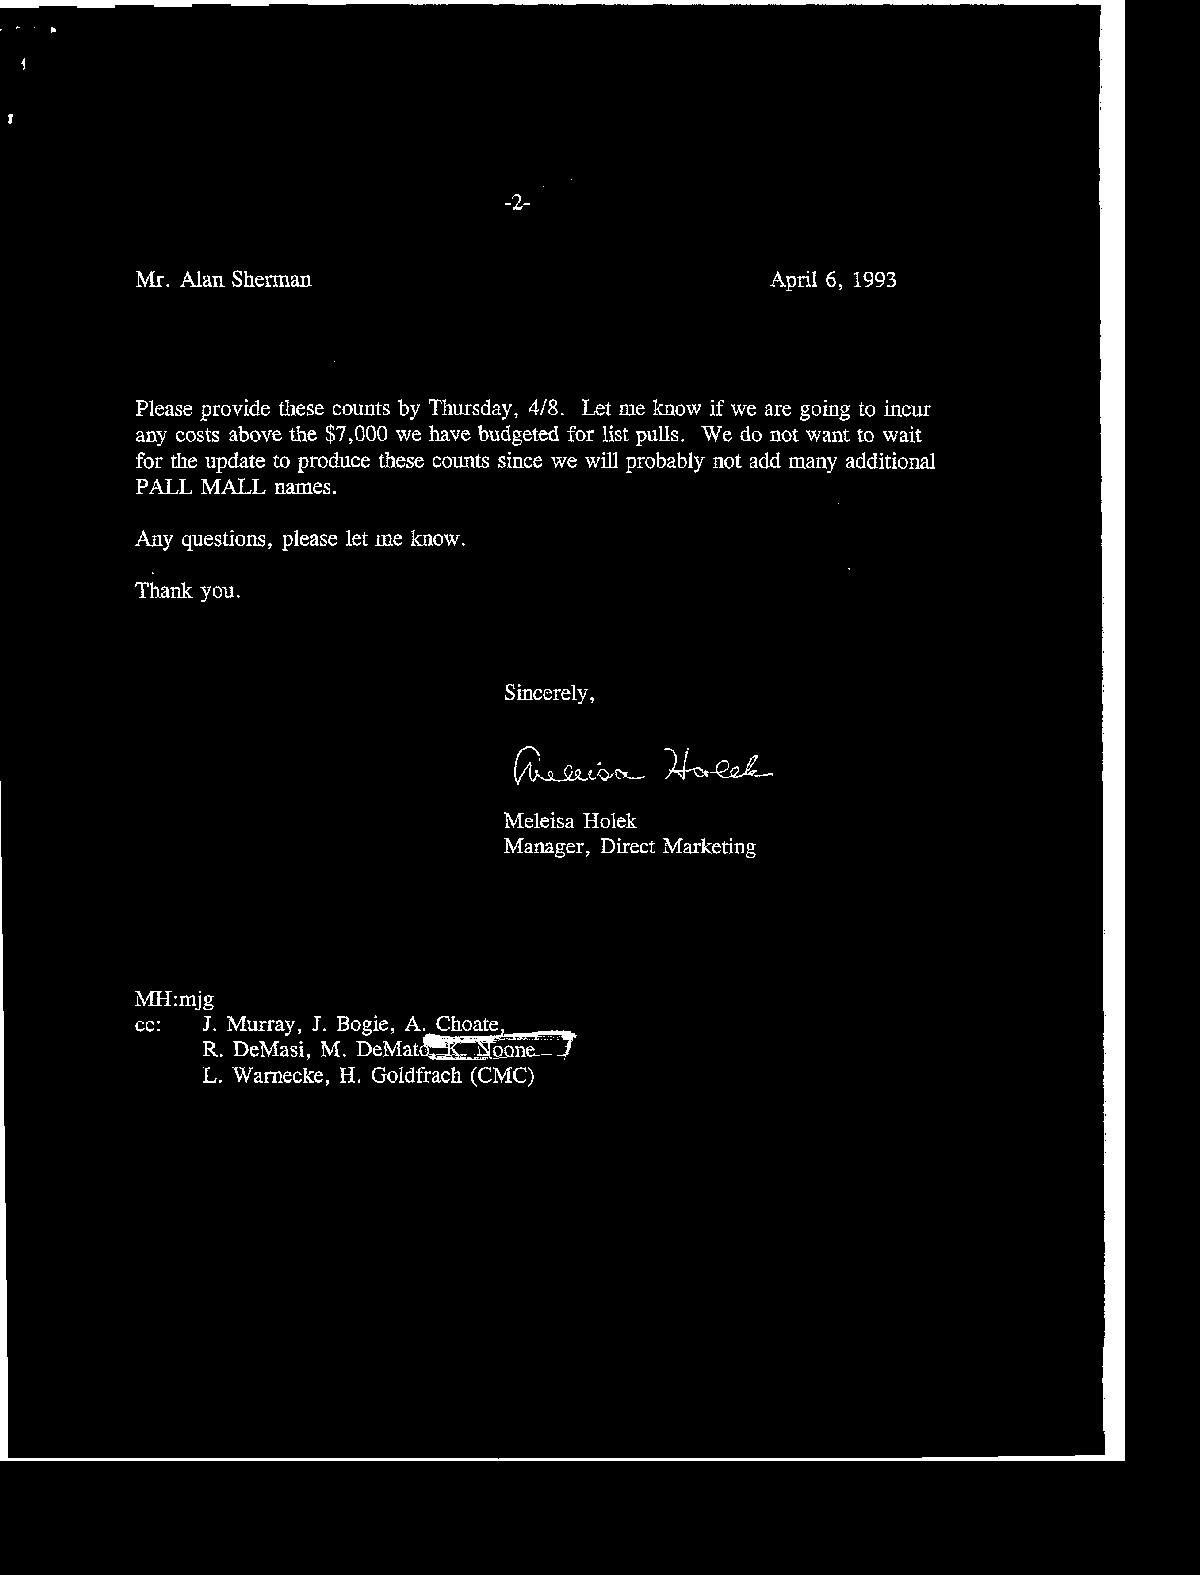 -2-
Mr. Alan Sherman April 6, 1993
Please provide these counts by Thursday, 4/8. Let me know if we are going to incur
any costs above the $7,000 we have budgeted for list pulls. We do not want to wait
for the update to produce these counts since we will probably not add many additional
PALL MALL names.
Any questions, please let me know.
Thank you.
Sincerely,
Meleisa Holek
Meleisa Holek
Manager, Direct Marketing
MH:mjg
cc: J. Murray, J. Bogie, A. Choate,
R. DeMasi, M. DeMato, K. Noone
L. Warnecke, H. Goldfrach (CMC)